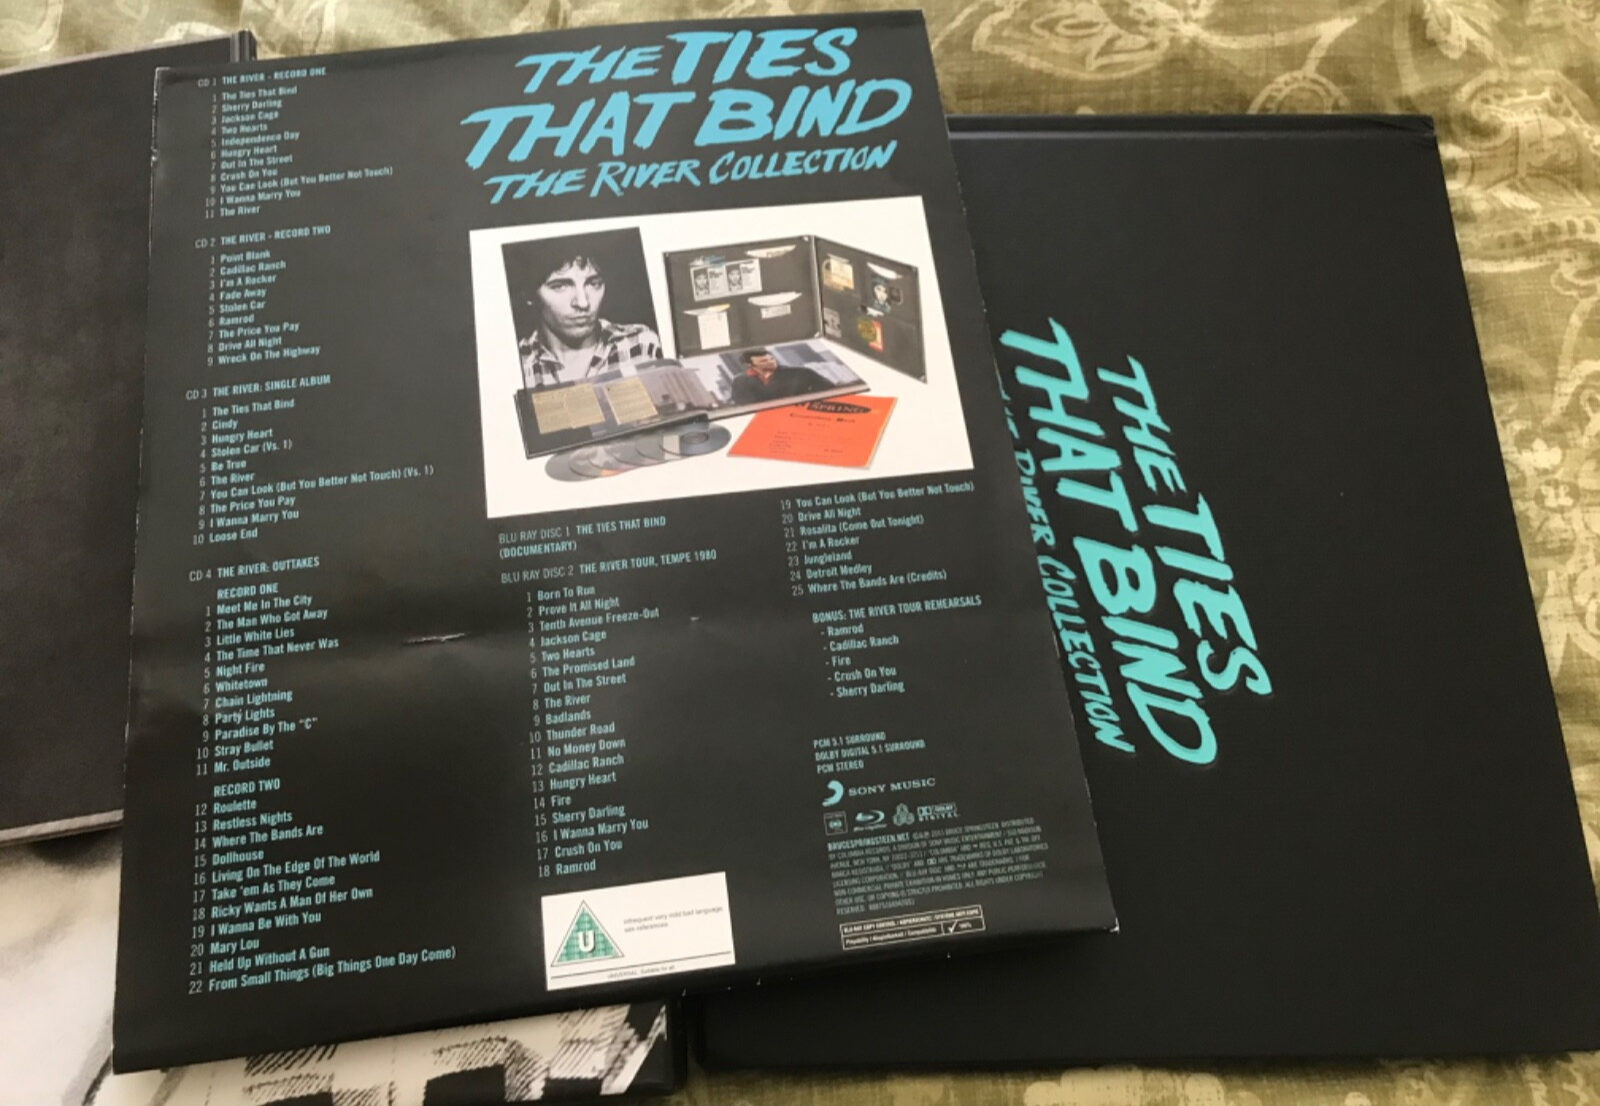 CD 1 THE RIVER - RECORD ONE
1 The Ties That Bind
2 Sherry Darling
3 Jackson Cage
4 Two Hearts
5 Independence Day
6 Hungry Heart
7 Out In The Street
8 Crush On You
9 You Can Look (But You Better Not Touch)
10 I Wanna Marry You
11 The River
CD 2 THE RIVER - RECORD TWO
1 Point Blank
2 Cadillac Ranch
3 I'm A Rocker
4 Fade Away
5 Stolen Car
6 Ramrod
7 The Price You Pay
8 Drive All Night
9 Wreck On The Highway
CD 3 THE RIVER: SINGLE ALBUM
1 The Ties That Bind
2 Cindy
3 Hungry Heart
4 Stolen Car (Vs. 1)
5 Be True
6 The River
7 You Can Look (But You Better Not Touch) (Vs. 1)
8 The Price You Pay
9 I Wanna Marry You
10 Loose End
CD 4 THE RIVER: OUTTAKES
RECORD ONE
1 Meet Me In The City
2 The Man Who Got Away
3 Little White Lies
4 The Time That Never Was
5 Night Fire
6 Whitetown
7 Chain Lightning
8 Party Lights
9 Paradise By The "C"
10 Stray Bullet
11 Mr. Outside
RECORD TWO
12 Roulette
13 Restless Nights
14 Where The Bands Are
15 Dollhouse
16 Living On The Edge Of The World
17 Take 'em As They Come
18 Ricky Wants A Man Of Her Own
19 I Wanna Be With You
20 Mary Lou
21 Held Up Without A Gun
22 From Small Things (Big Things One Day Come)
THE TIES
THAT BIND
THE RIVER COLLECTION
BLU RAY DISC 1 THE TIES THAT BIND
(DOCUMENTARY)
BLU RAY DISC 2 THE RIVER TOUR, TEMPE 1980
1 Born To Run
2 Prove It All Night
3 Tenth Avenue Freeze-Out
4 Jackson Cage
5 Two Hearts
6 The Promised Land
7 Out In The Street
8 The River
9 Badlands
10 Thunder Road
11 No Money Down
12 Cadillac Ranch
13 Hungry Heart
14 Fire
15 Sherry Darling
16 I Wanna Marry You
17 Crush On You
18 Ramrod
19 You Can Look (But You Better Not Touch)
20 Drive All Night
21 Rosalita (Come Out Tonight)
22 I'm A Rocker
23 Jungleland
24 Detroit Medley
25 Where The Bands Are (Credits)
BONUS: THE RIVER TOUR REHEARSALS
- Ramrod
- Cadillac Ranch
- Fire
- Crush On You
- Sherry Darling
PCM 5.1 SURROUND
DOLBY DIGITAL 5.1 SURROUND
PCM STEREO
SONY MUSIC
DOLBY
DIGITAL
BRUCESPRINGSTEEN.NET
U
infrequent very mild bad language,
sex references
UNIVERSAL Suitable for all
THE TIES
THAT BIND
THE RIVER COLLECTION